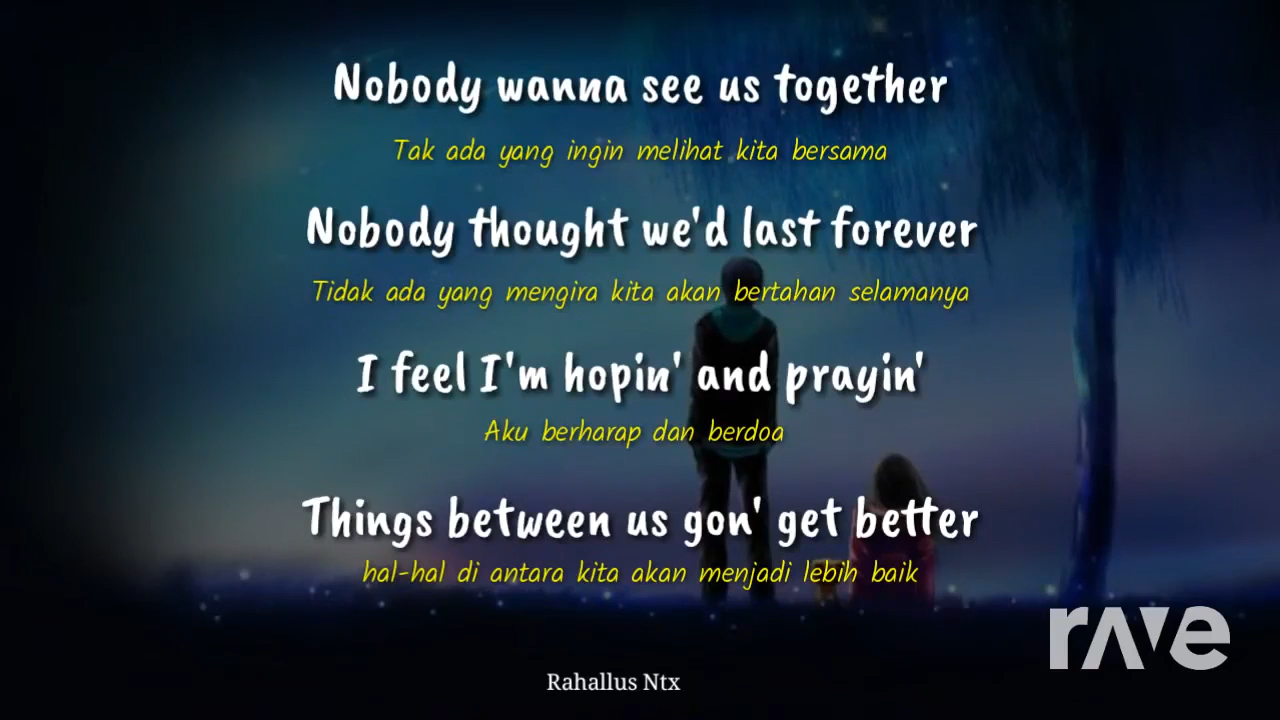 Nobody wanna see us together
Tak ada yang ingin melihat kita bersama
Nobody thought we'd last forever
Tidak ada yang mengira kita akan bertahan selamanya
I feel I'm hopin' and prayin'
Aku berharap dan berdoa
Things between us gon' get better
hal-hal di antara kita akan menjadi lebih baik
rave
Rahallus Ntx